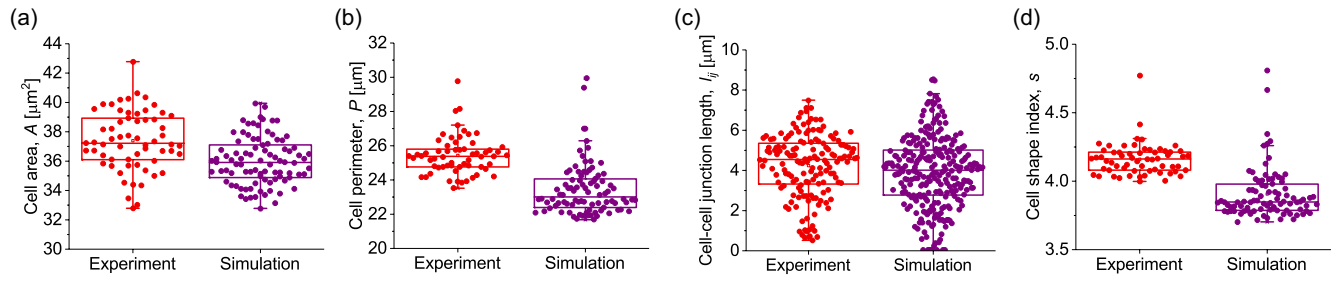 (a)
Cell area, A [μm²]
44
42
40
38
36
34
32
30
Experiment Simulation
(b)
Cell perimeter, P [μm]
32
30
28
26
24
22
20
Experiment Simulation
(c)
Cell-cell junction length, lij [μm]
10
8
6
4
2
0
Experiment Simulation
(d)
Cell shape index, s
5.0
4.5
4.0
3.5
Experiment Simulation